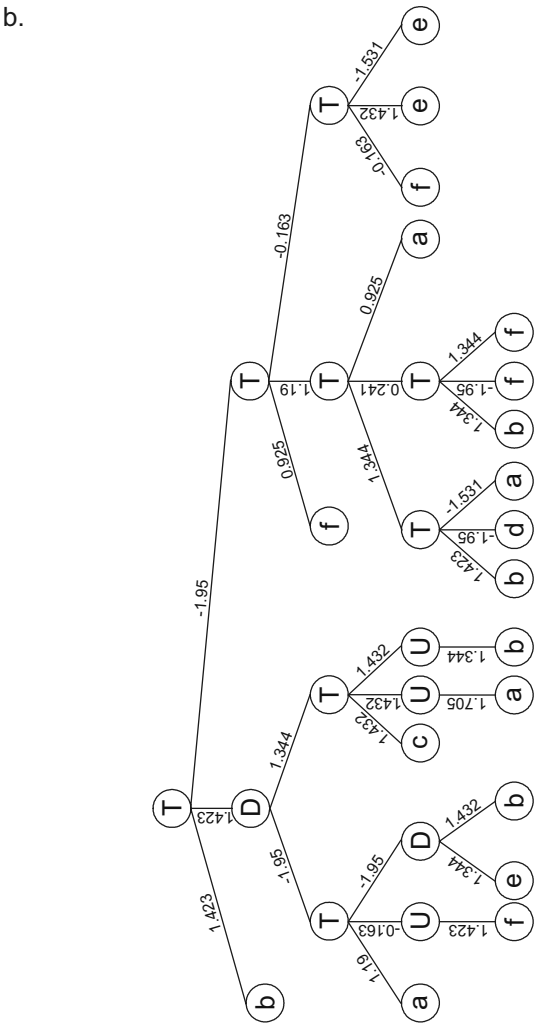 b.
e
-1.531
T
1.432
e
-0.163
f
-0.163
a
0.925
T
1.19
T
0.241
T
1.344
f
-1.95
f
1.344
b
0.925
f
1.344
T
-1.531
a
-1.95
d
1.423
b
-1.95
T
1.423
D
1.344
T
1.432
U
1.344
b
1.432
U
1.705
a
1.432
c
-1.95
T
-1.95
D
1.432
b
1.344
e
-0.163
U
1.423
f
1.19
a
1.423
b